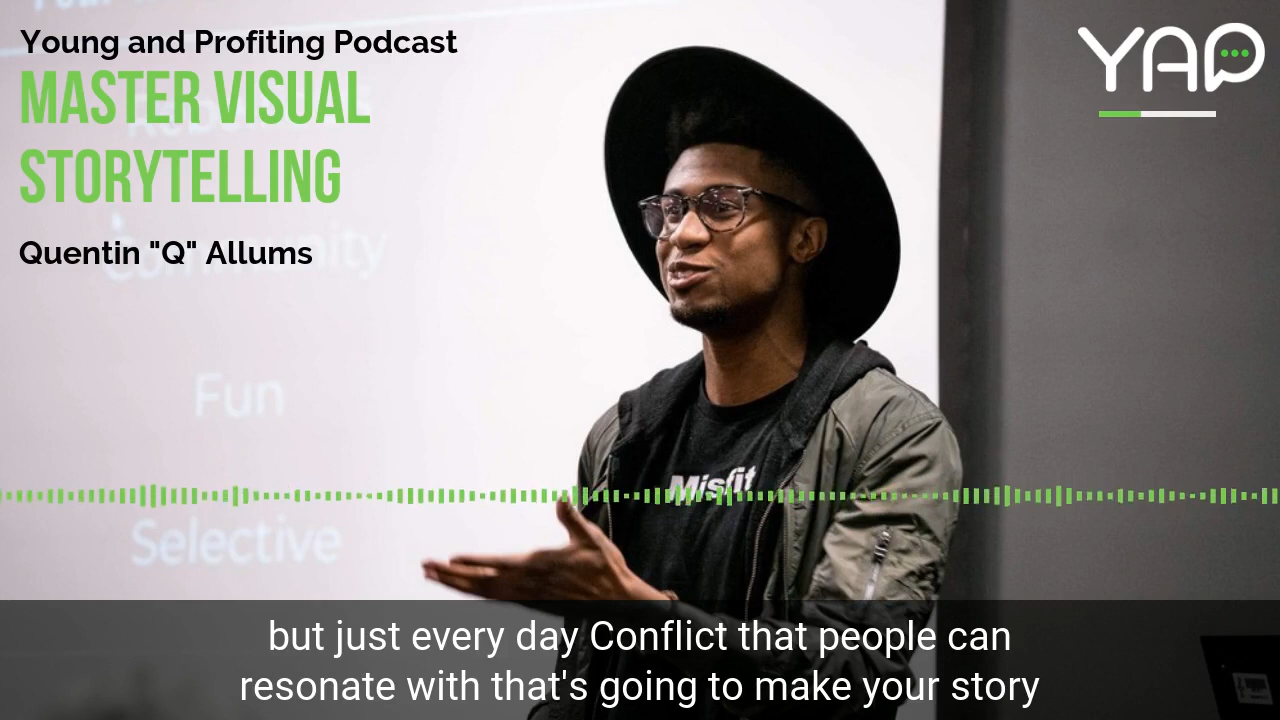 Young and Profiting Podcast
MASTER VISUAL
STORYTELLING
Quentin "Q" Allums
YAP
Fun
Selective
Misfit
but just every day Conflict that people can
resonate with that's going to make your story